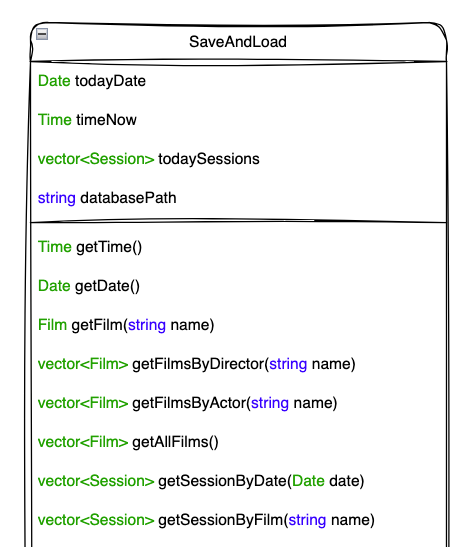 SaveAndLoad
Date todayDate
Time timeNow
vector<Session> todaySessions
string databasePath
Time getTime()
Date getDate()
Film getFilm(string name)
vector<Film> getFilmsByDirector(string name)
vector<Film> getFilmsByActor(string name)
vector<Film> getAllFilms()
vector<Session> getSessionByDate(Date date)
vector<Session> getSessionByFilm(string name)